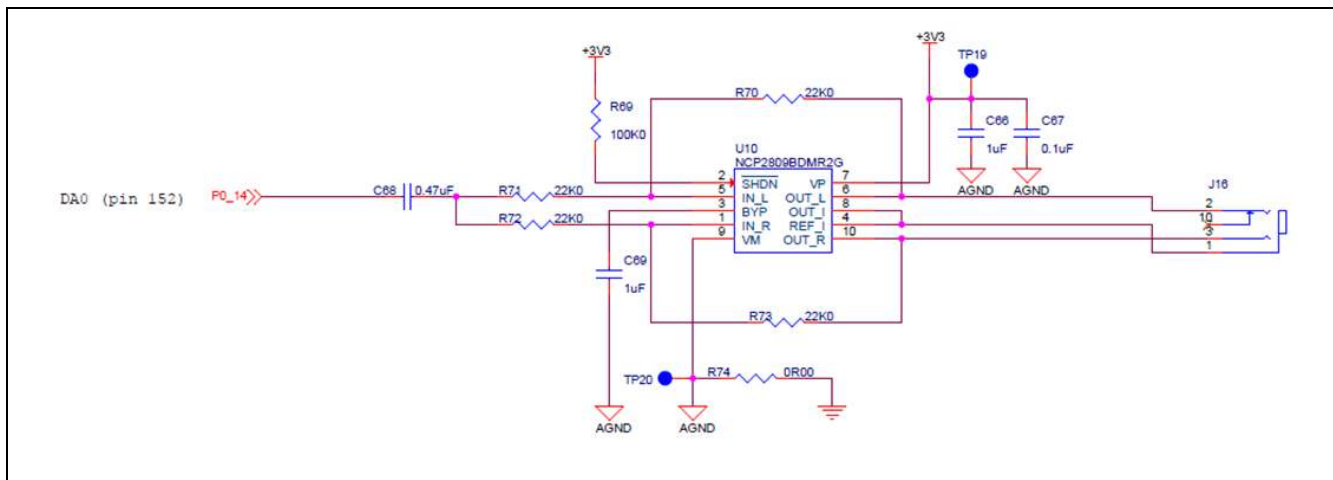 +3V3
+3V3
TP19
R70 22K0
R69
100K0
C66
1uF
C67
0.1uF
U10
NCP2809BDMR2G
AGND
AGND
DA0 (pin 152)
P0_14
C68 0.47uF
R71 22K0
R72 22K0
2 SHDN VP 7
5 IN_L OUT_L 6
3 BYP OUT_I 8
1 IN_R REF_I 4
9 VM OUT_R 10
J16
2
10
3
1
C69
1uF
R73 22K0
TP20
R74 0R00
AGND
AGND